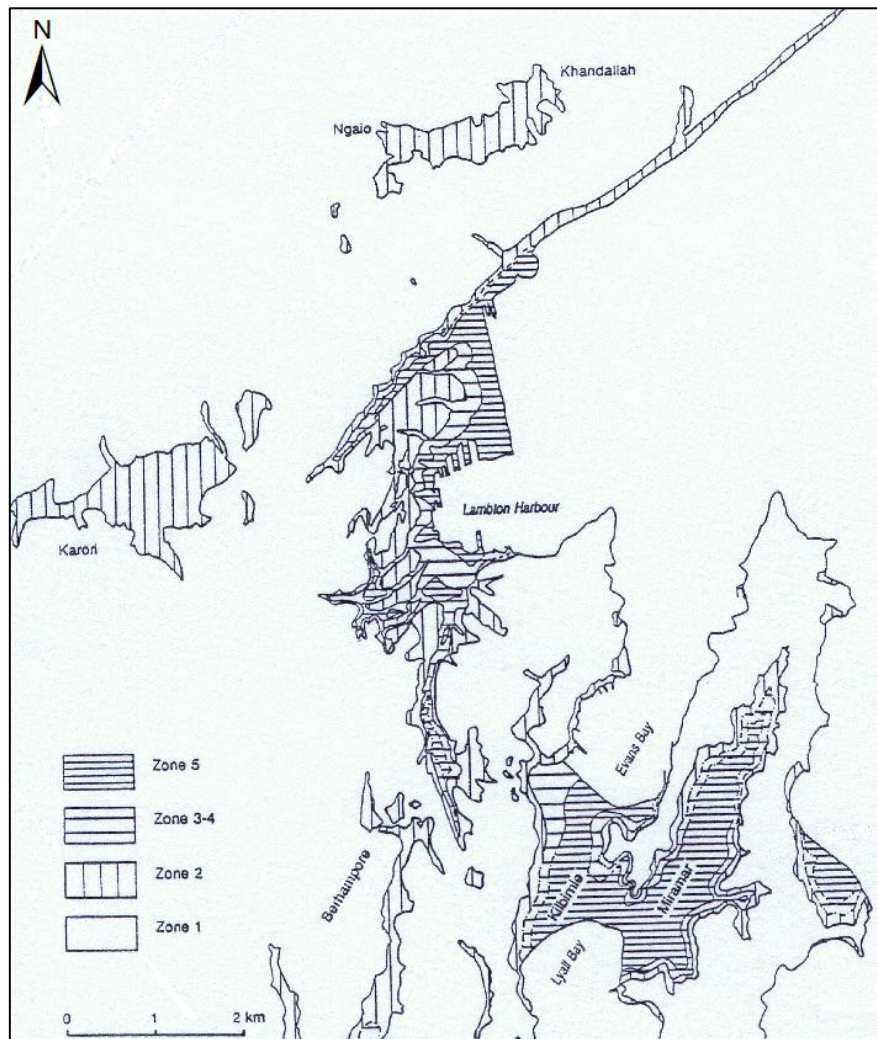 N
Khandallah
Ngaio
Lambton Harbour
Karori
Evans Bay
Zone 5
Zone 3-4
Zone 2
Zone 1
Berhampore
Kilbirnie
Miramar
Lyall Bay
0 1 2 km